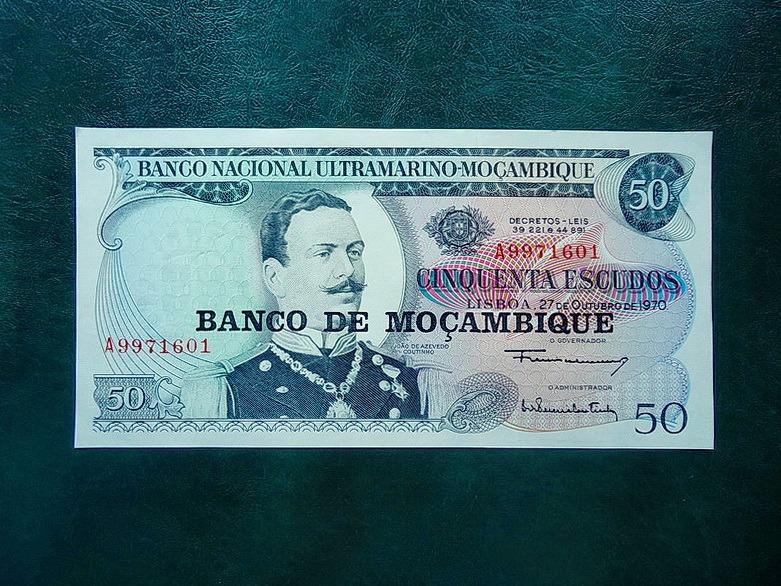 BANCO NACIONAL ULTRAMARINO-MOÇAMBIQUE
50
DECRETOS-LEIS
39 221 e 44 891
A9971601
CINQUENTA ESCUDOS
LISBOA, 27 DE OUTUBRO DE 1970
BANCO DE MOÇAMBIQUE
A9971601
JOÃO DE AZEVEDO
COUTINHO
O GOVERNADOR
O ADMINISTRADOR
50
50